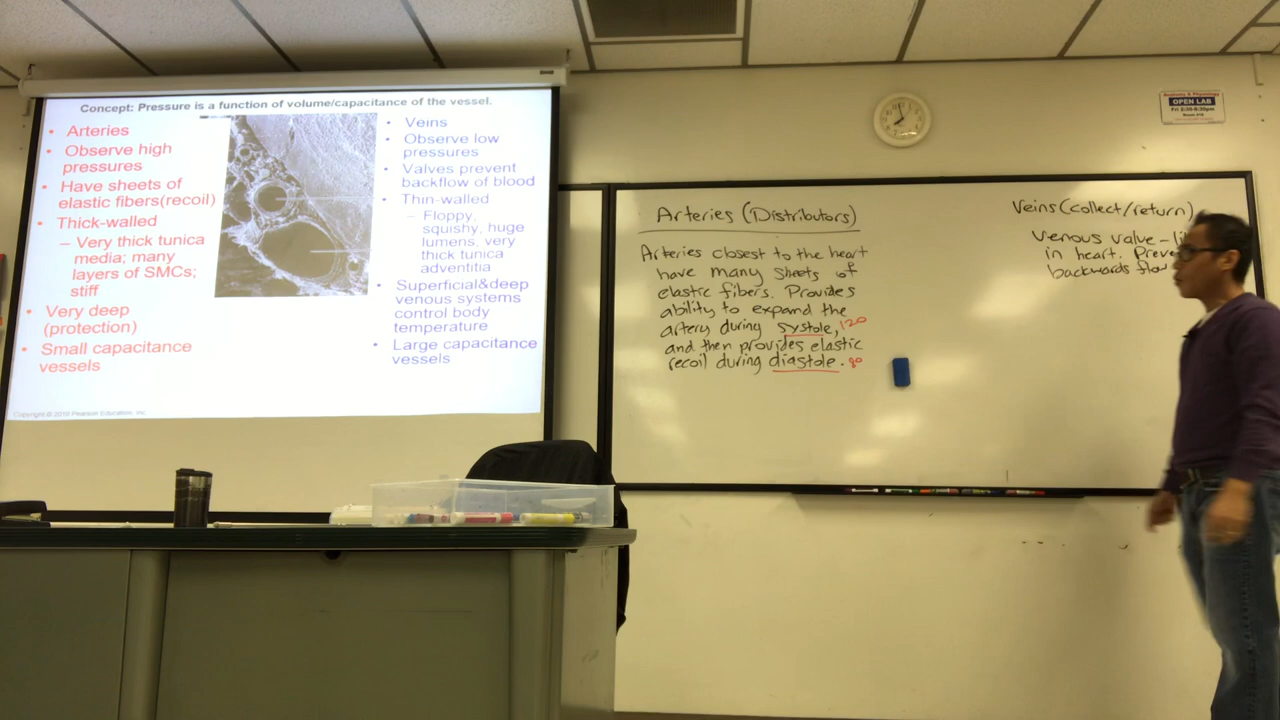 Concept: Pressure is a function of volume/capacitance of the vessel.
• Arteries
• Observe high
pressures
• Have sheets of
elastic fibers(recoil)
• Thick-walled
– Very thick tunica
media; many
layers of SMCs;
stiff
• Very deep
(protection)
• Small capacitance
vessels
• Veins
• Observe low
pressures
• Valves prevent
backflow of blood
• Thin-walled
– Floppy,
squishy, huge
lumens, very
thick tunica
adventitia
• Superficial&deep
venous systems
control body
temperature
• Large capacitance
vessels
Copyright © 2010 Pearson Education, Inc.
Arteries (Distributors)
Arteries closest to the heart
have many sheets of
elastic fibers. Provides
ability to expand the
artery during systole, 120
and then provides elastic
recoil during diastole. 80
Veins (collect/return)
Venous valve-
in heart.
backwards
Anatomy & Physiology
OPEN LAB